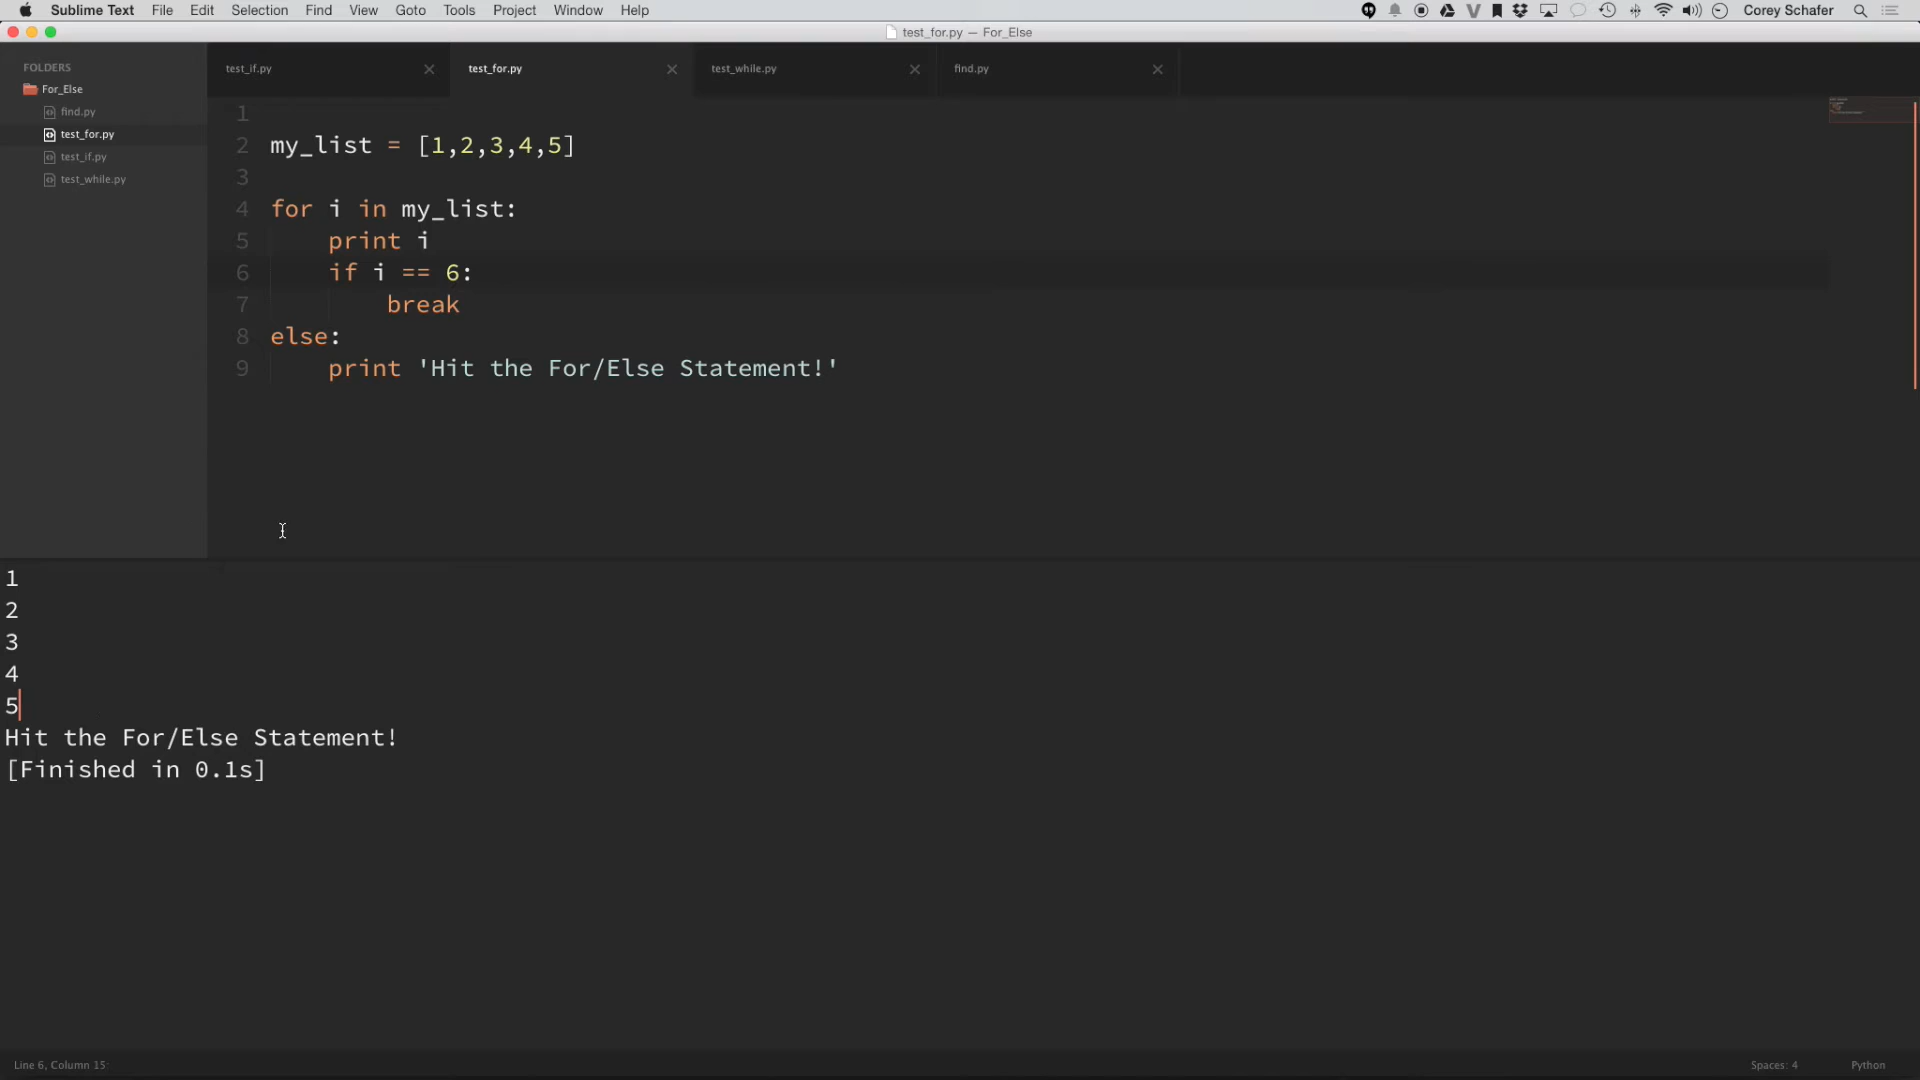 Sublime Text File Edit Selection Find View Goto Tools Project Window Help Corey Schafer
test_for.py — For_Else
FOLDERS
For_Else
find.py
test_for.py
test_if.py
test_while.py
test_if.py test_for.py test_while.py find.py
1
2 my_list = [1,2,3,4,5]
3
4 for i in my_list:
5 print i
6 if i == 6:
7 break
8 else:
9 print 'Hit the For/Else Statement!'
1
2
3
4
5
Hit the For/Else Statement!
[Finished in 0.1s]
Line 6, Column 15: Spaces: 4 Python